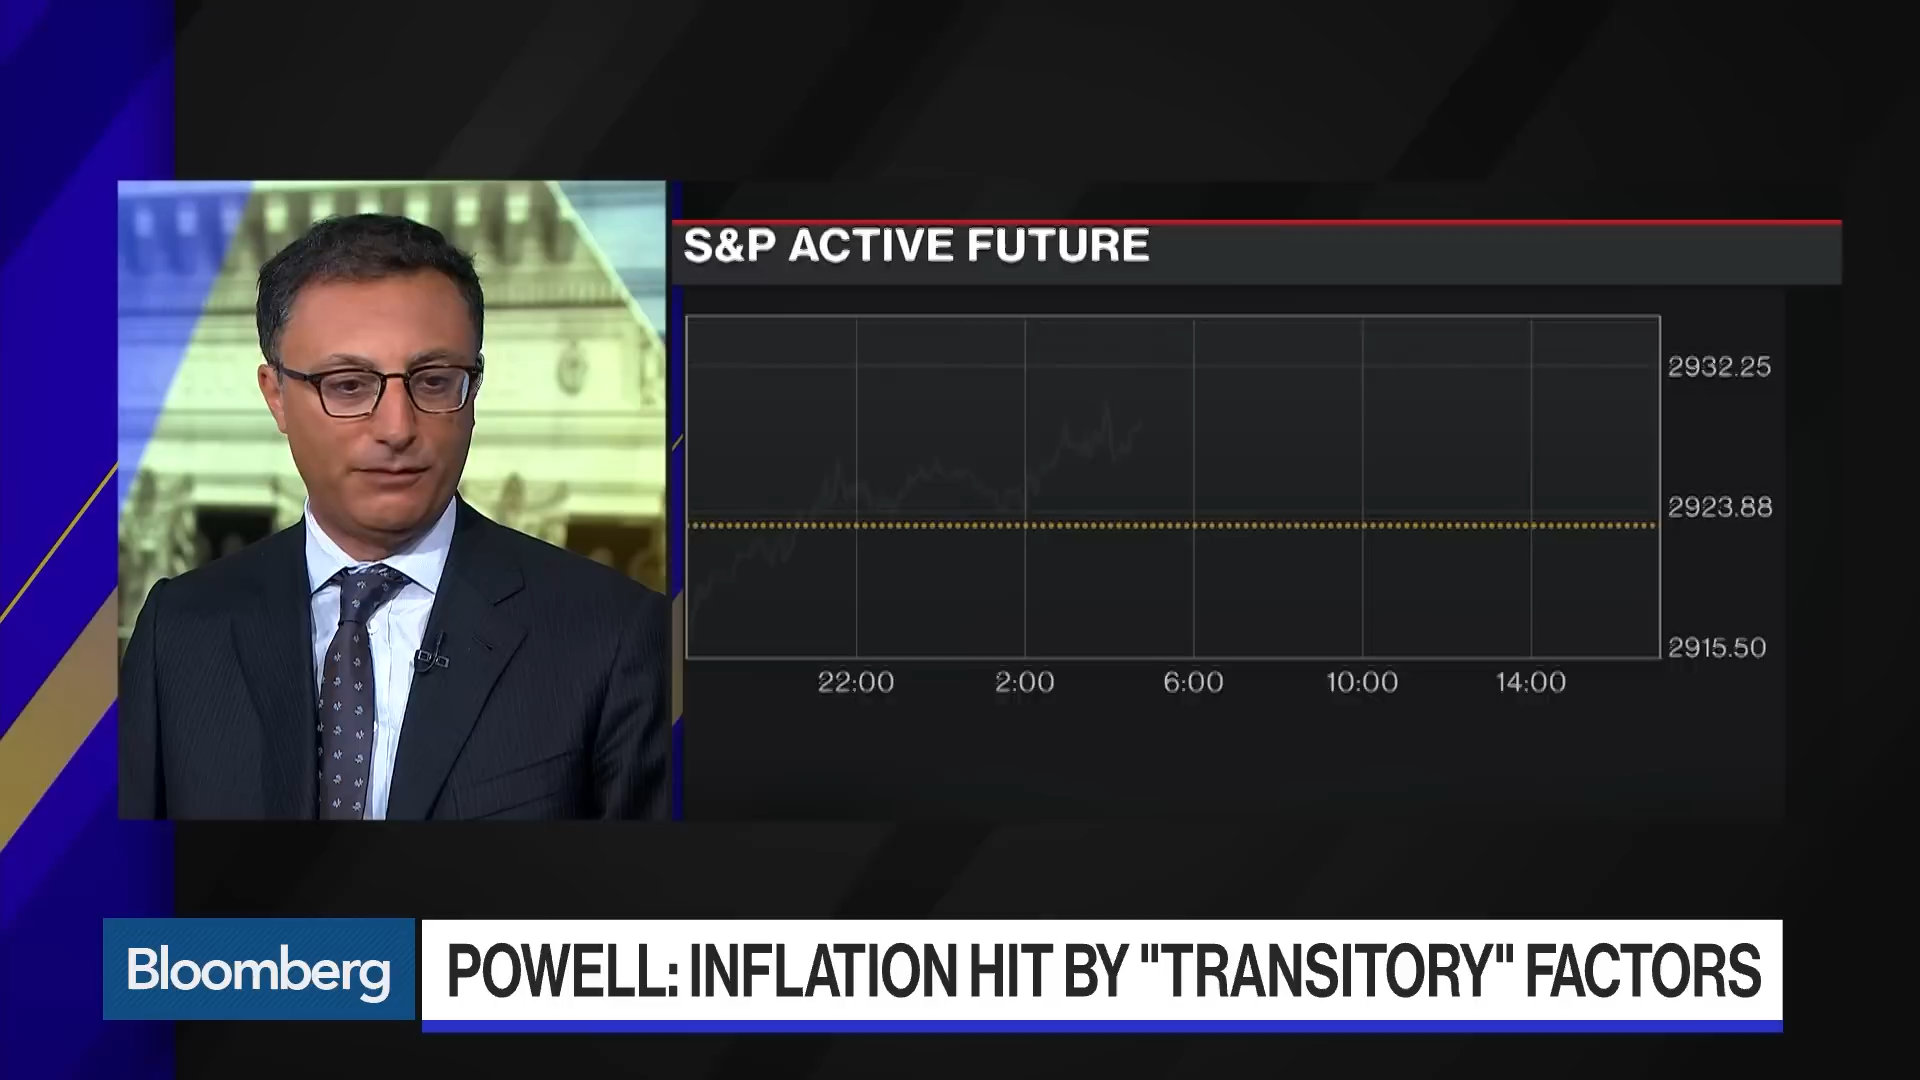 S&P ACTIVE FUTURE
2932.25
2923.88
2915.50
22:00 2:00 6:00 10:00 14:00
Bloomberg
POWELL: INFLATION HIT BY "TRANSITORY" FACTORS